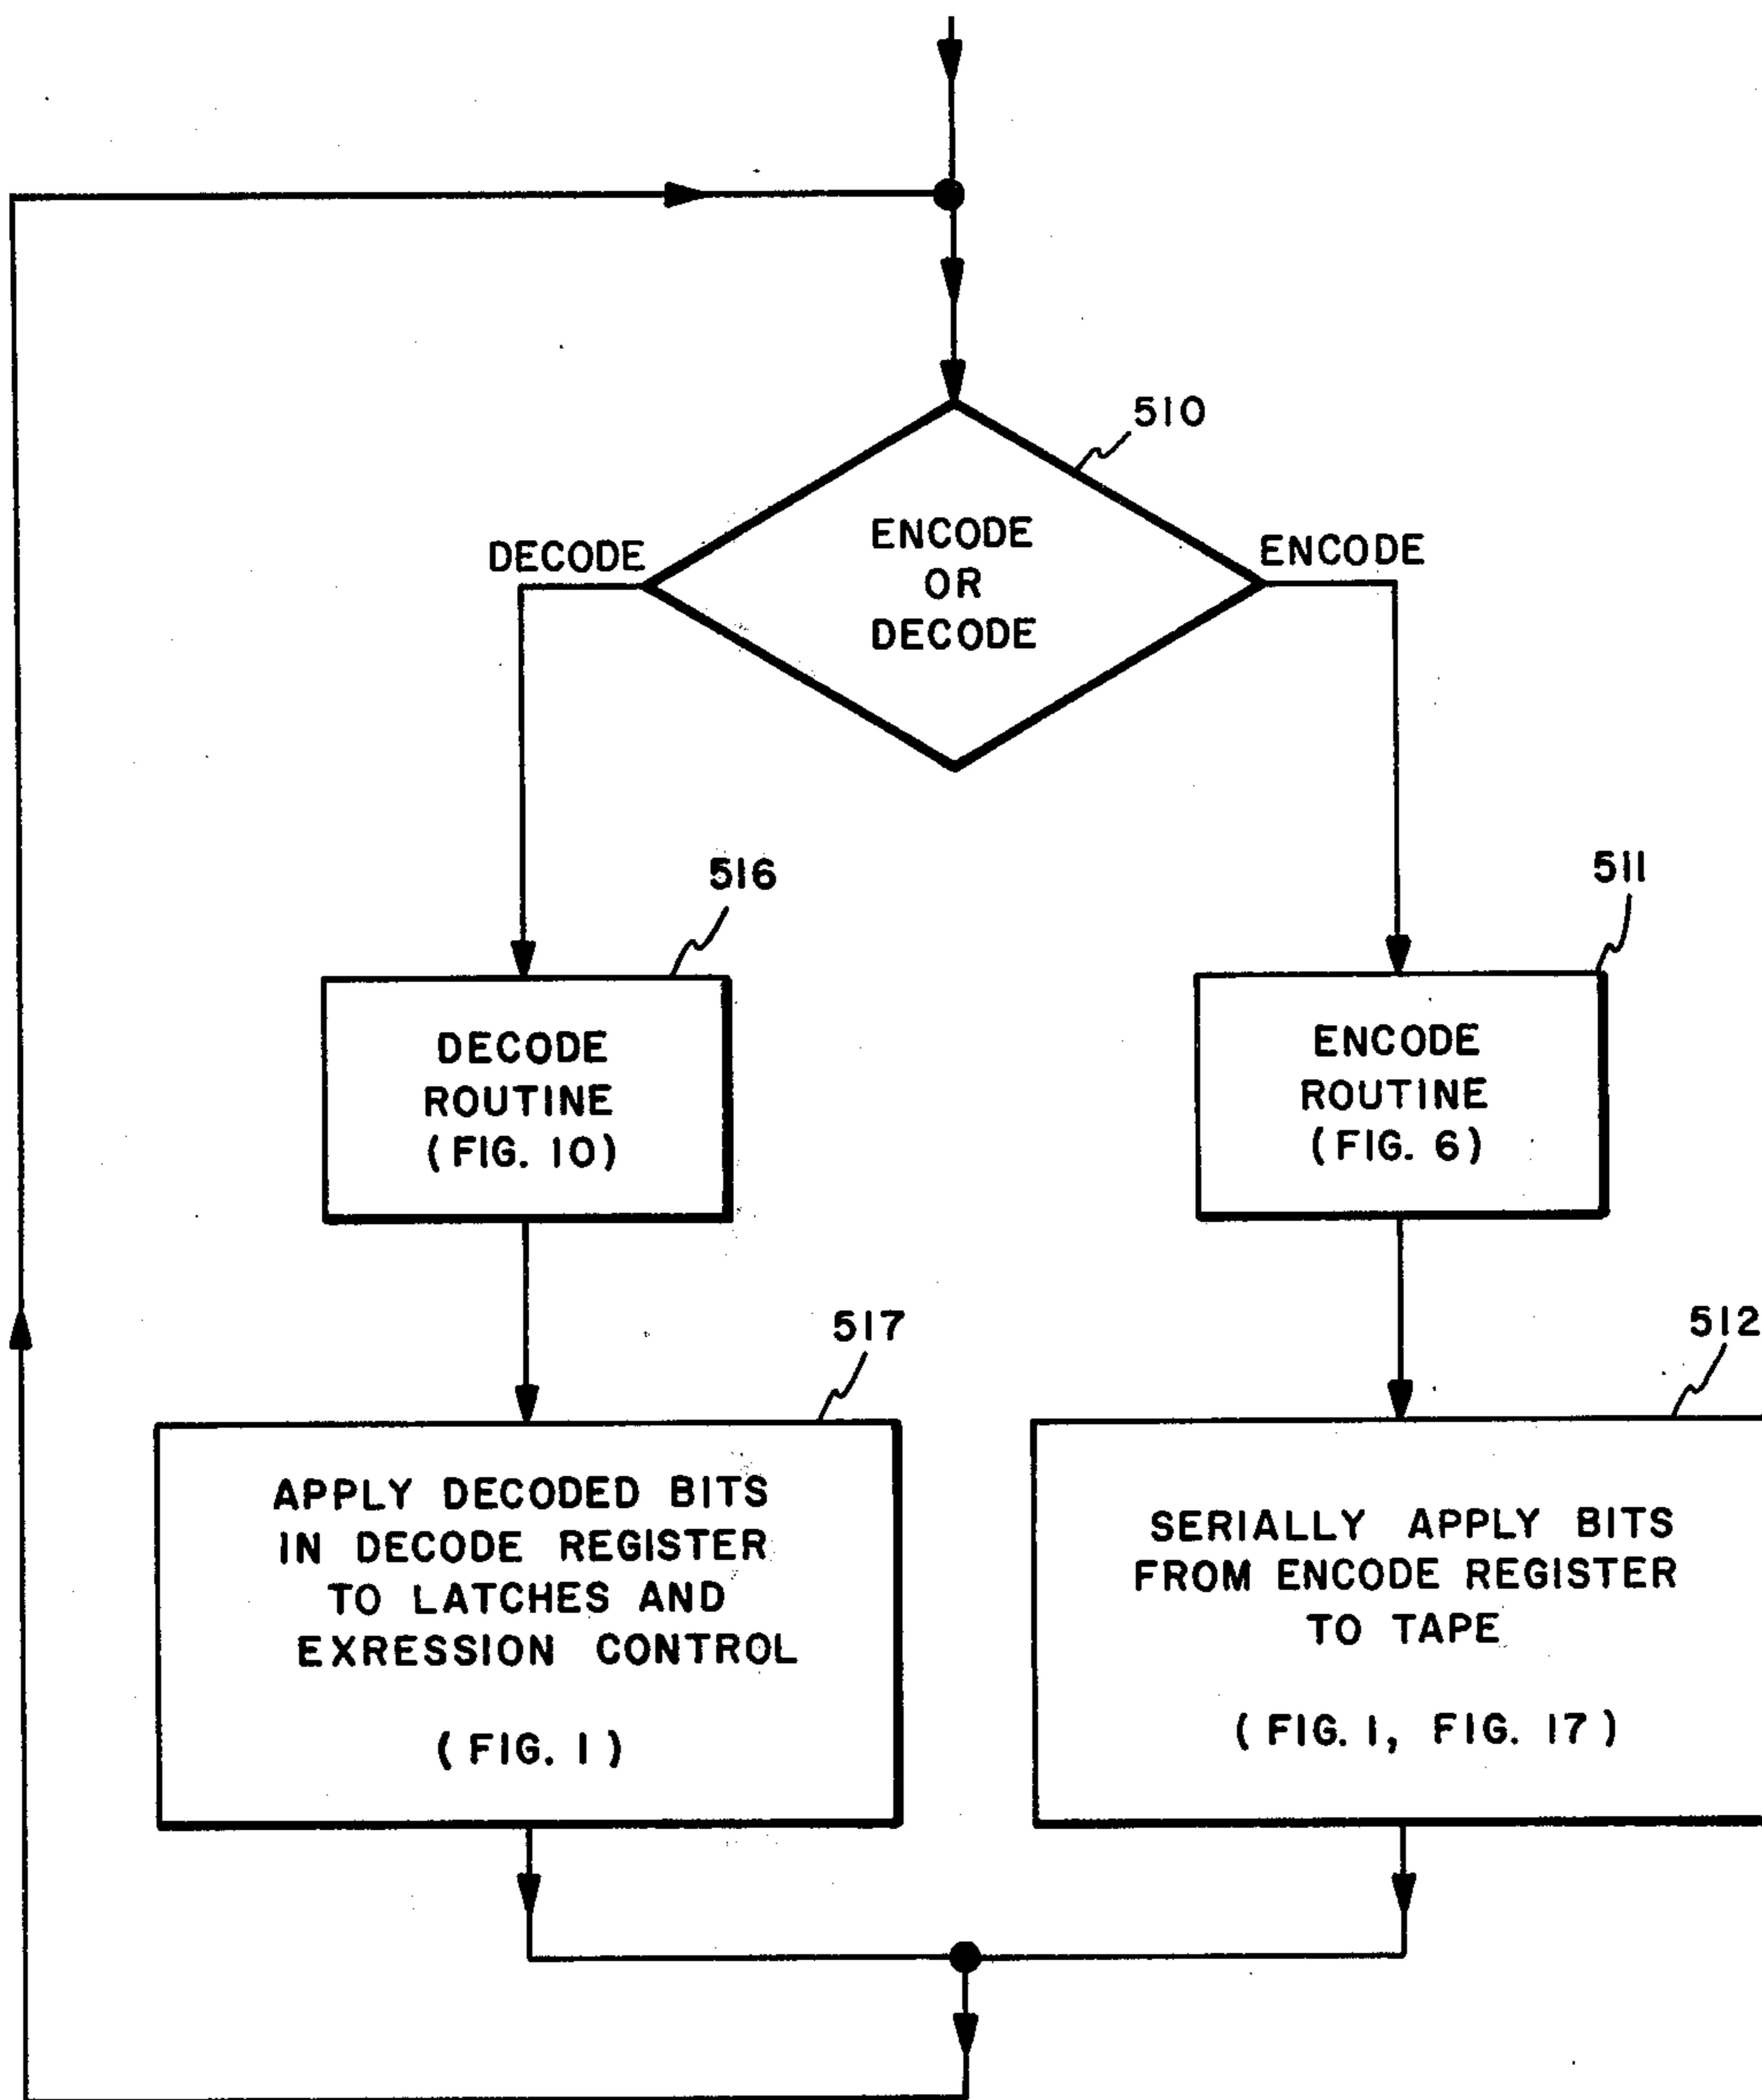 510
ENCODE
OR
DECODE
DECODE
ENCODE
516
DECODE
ROUTINE
(FIG. 10)
511
ENCODE
ROUTINE
(FIG. 6)
517
APPLY DECODED BITS
IN DECODE REGISTER
TO LATCHES AND
EXRESSION CONTROL
(FIG. 1)
512
SERIALLY APPLY BITS
FROM ENCODE REGISTER
TO TAPE
(FIG. 1, FIG. 17)